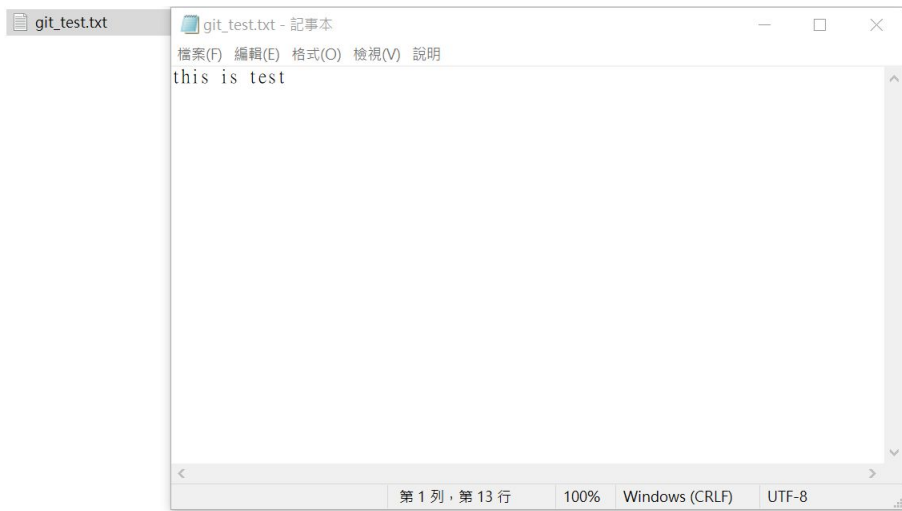 git_test.txt
git_test.txt - 記事本
檔案(F) 編輯(E) 格式(O) 檢視(V) 說明
this is test
第 1 列，第 13 行 100% Windows (CRLF) UTF-8